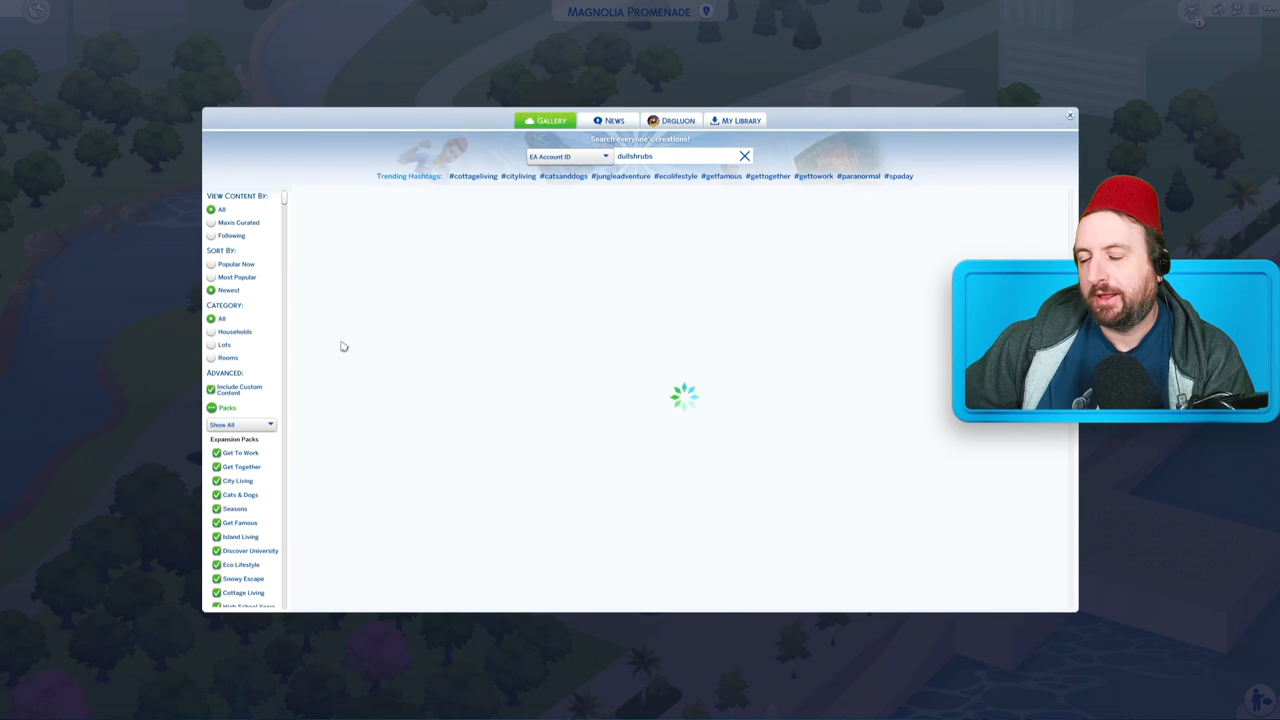 Magnolia Promenade
1
Gallery
News
Drgluon
My Library
Search everyone's creations!
EA Account ID
dullshrubs
Trending Hashtags: #cottageliving #cityliving #catsanddogs #jungleadventure #ecolifestyle #getfamous #gettogether #gettowork #paranormal #spaday
View Content By:
All
Maxis Curated
Following
Sort By:
Popular Now
Most Popular
Newest
Category:
All
Households
Lots
Rooms
Advanced:
Include Custom
Content
Packs
Show All
Expansion Packs
Get To Work
Get Together
City Living
Cats & Dogs
Seasons
Get Famous
Island Living
Discover University
Eco Lifestyle
Snowy Escape
Cottage Living
High School Years